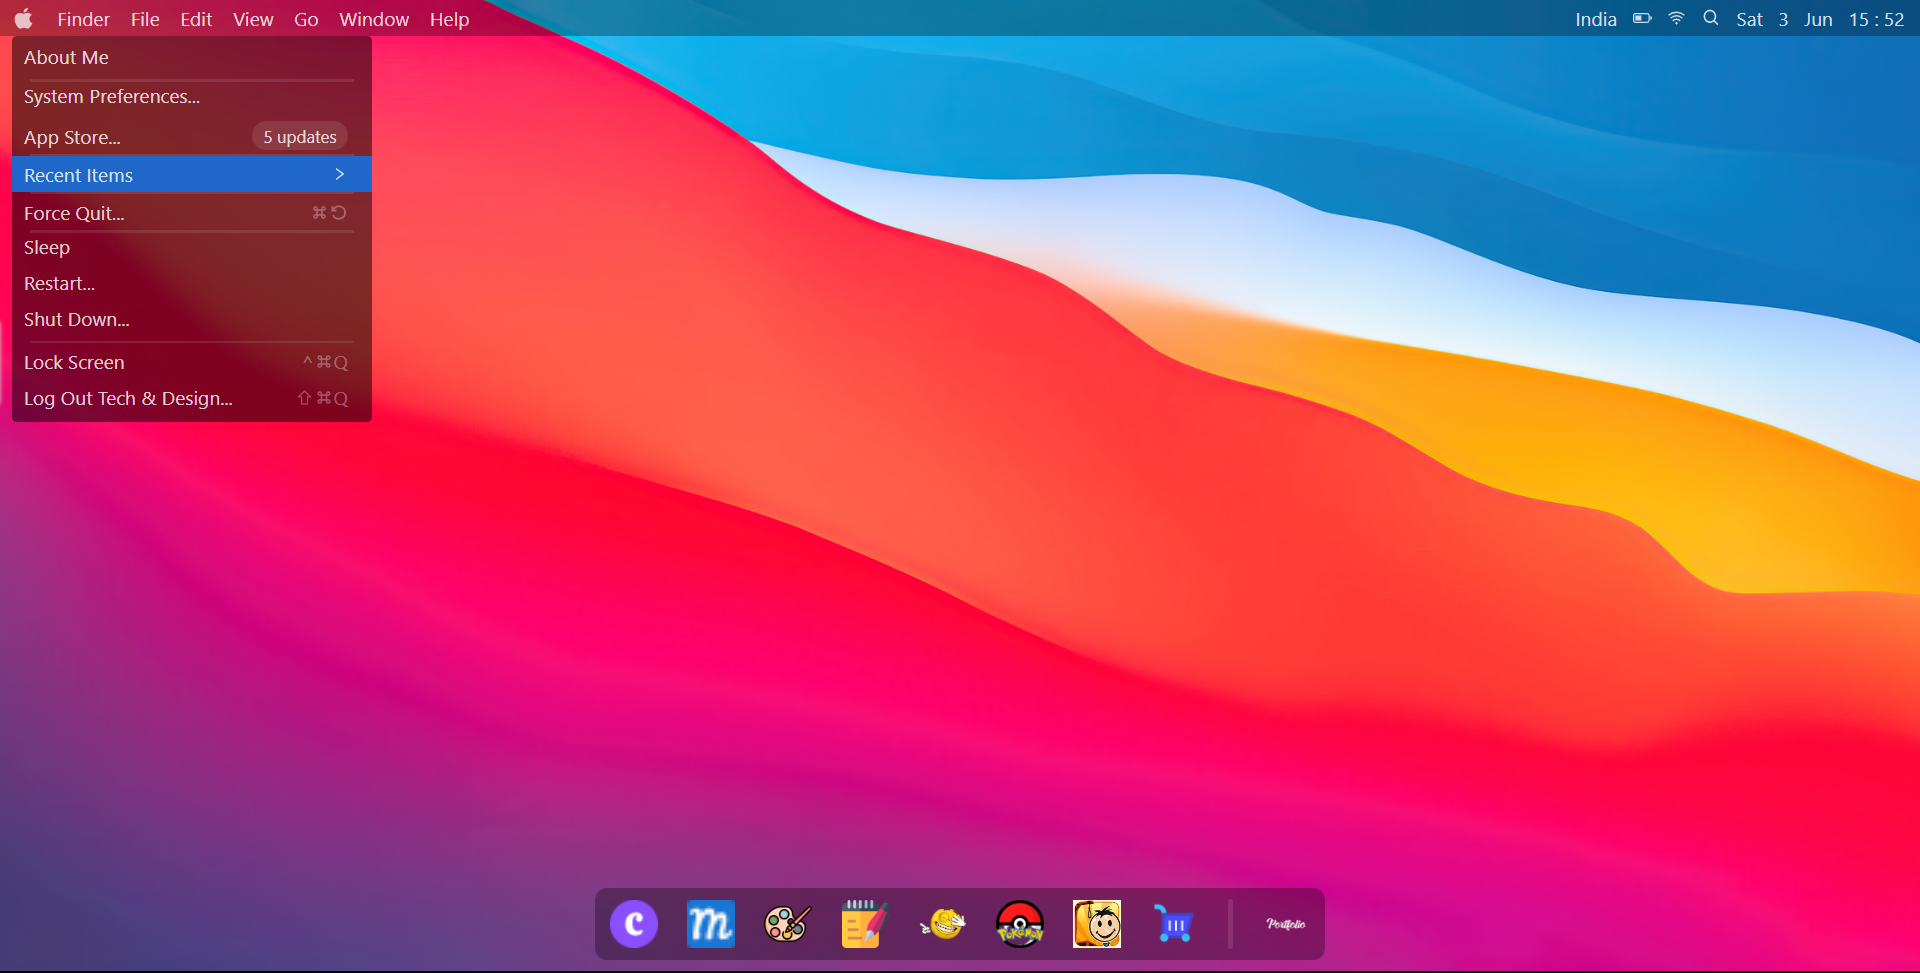 Finder File Edit View Go Window Help India Sat 3 Jun 15 : 52
About Me
System Preferences...
App Store... 5 updates
Recent Items >
Force Quit... ⌘
Sleep
Restart...
Shut Down...
Lock Screen ^⌘Q
Log Out Tech & Design... ⇧⌘Q
c m POKEMON Portfolio